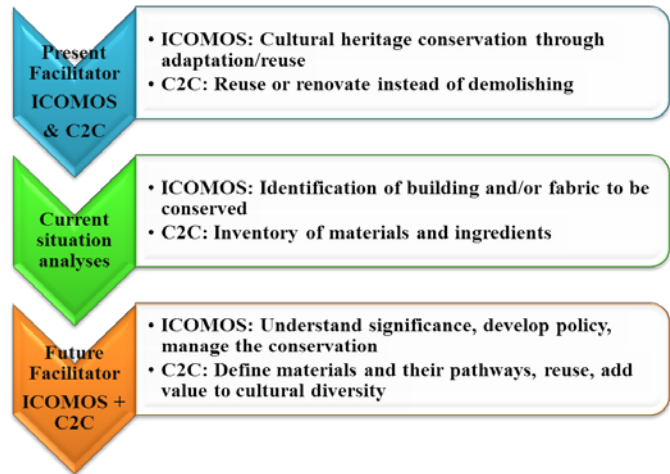 Present
Facilitator
ICOMOS
& C2C
• ICOMOS: Cultural heritage conservation through
adaptation/reuse
• C2C: Reuse or renovate instead of demolishing
Current
situation
analyses
• ICOMOS: Identification of building and/or fabric to be
conserved
• C2C: Inventory of materials and ingredients
Future
Facilitator
ICOMOS +
C2C
• ICOMOS: Understand significance, develop policy,
manage the conservation
• C2C: Define materials and their pathways, reuse, add
value to cultural diversity